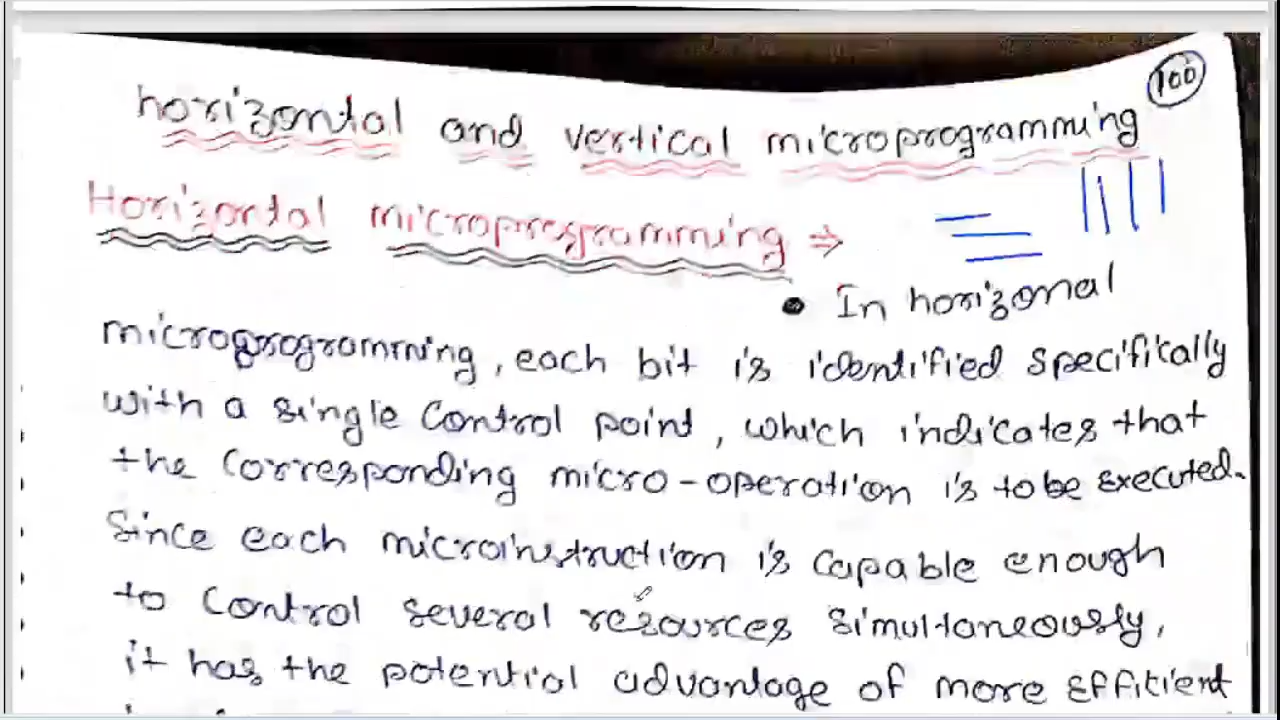 100
horizontal and vertical microprogramming
Horizontal microprogramming ⇒
• In horizonal
microprogramming, each bit is identified specifically
with a single control point, which indicates that
the corresponding micro-operation is to be executed.
Since each microinstruction is capable enough
to control several resources simultaneously,
it has the potential advantage of more efficient